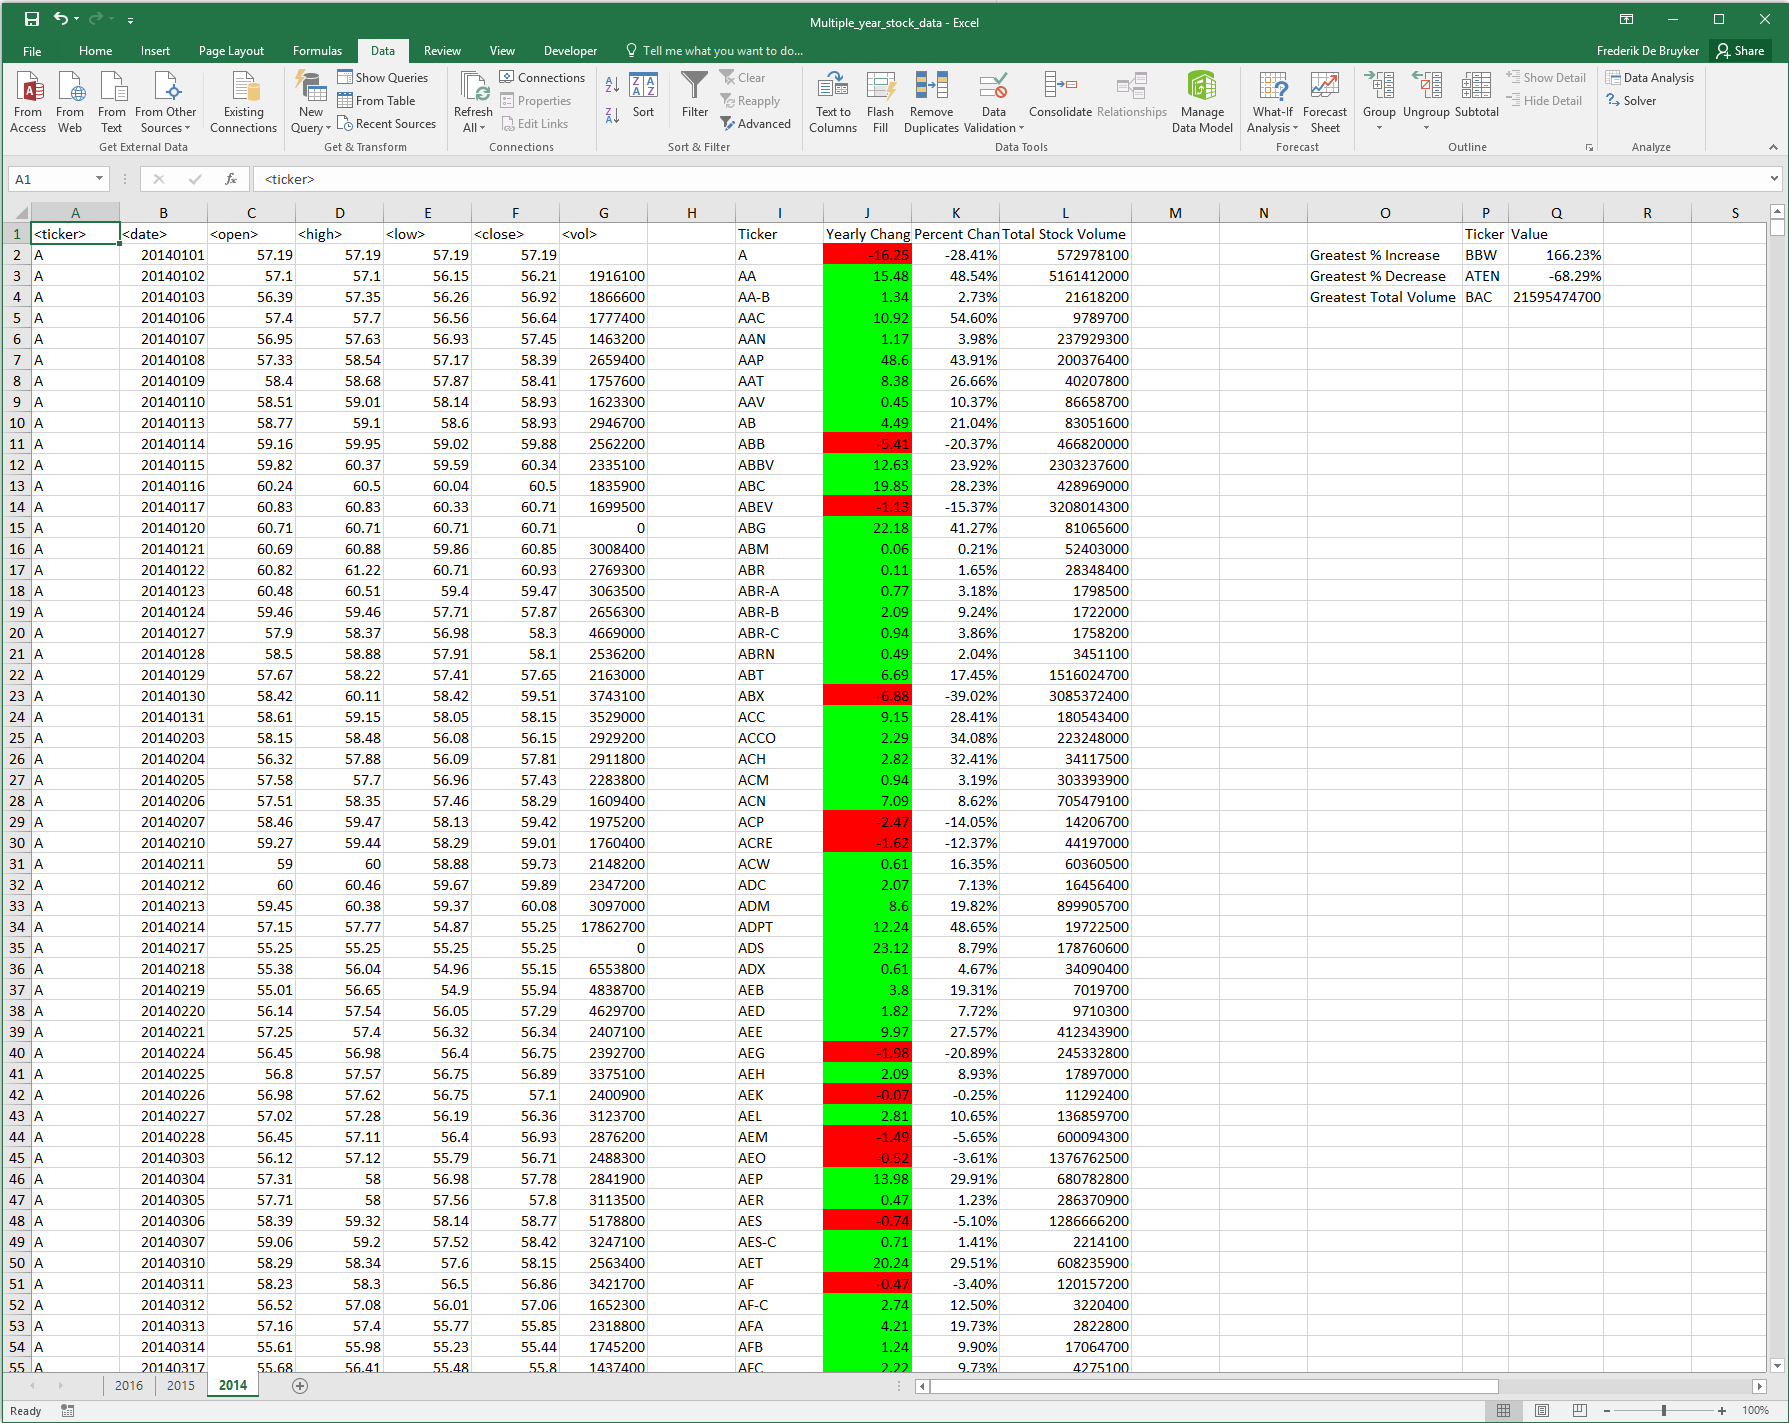 Multiple_year_stock_data - Excel
File Home Insert Page Layout Formulas Data Review View Developer Tell me what you want to do... Frederik De Bruyker Share
From Access From Web From Text From Other Sources Existing Connections New Query Show Queries From Table Recent Sources Refresh All Connections Properties Edit Links Sort Filter Clear Reapply Advanced Text to Columns Flash Fill Remove Duplicates Data Validation Consolidate Relationships Manage Data Model What-If Analysis Forecast Sheet Group Ungroup Subtotal Show Detail Hide Detail Data Analysis Solver
Get External Data Get & Transform Connections Sort & Filter Data Tools Forecast Outline Analyze
A1 fx <ticker>
A B C D E F G H I J K L M N O P Q R S
1 <ticker> <date> <open> <high> <low> <close> <vol> Ticker Yearly Chang Percent Chan Total Stock Volume Ticker Value
2 A 20140101 57.19 57.19 57.19 57.19 A -16.25 -28.41% 572978100 Greatest % Increase BBW 166.23%
3 A 20140102 57.1 57.1 56.15 56.21 1916100 AA 15.48 48.54% 5161412000 Greatest % Decrease ATEN -68.29%
4 A 20140103 56.39 57.35 56.26 56.92 1866600 AA-B 1.34 2.73% 21618200 Greatest Total Volume BAC 21595474700
5 A 20140106 57.4 57.7 56.56 56.64 1777400 AAC 10.92 54.60% 9789700
6 A 20140107 56.95 57.63 56.93 57.45 1463200 AAN 1.17 3.98% 237929300
7 A 20140108 57.33 58.54 57.17 58.39 2659400 AAP 48.6 43.91% 200376400
8 A 20140109 58.4 58.68 57.87 58.41 1757600 AAT 8.38 26.66% 40207800
9 A 20140110 58.51 59.01 58.14 58.93 1623300 AAV 0.45 10.37% 86658700
10 A 20140113 58.77 59.1 58.6 58.93 2946700 AB 4.49 21.04% 83051600
11 A 20140114 59.16 59.95 59.02 59.88 2562200 ABB -5.41 -20.37% 466820000
12 A 20140115 59.82 60.37 59.59 60.34 2335100 ABBV 12.63 23.92% 2303237600
13 A 20140116 60.24 60.5 60.04 60.5 1835900 ABC 19.85 28.23% 428969000
14 A 20140117 60.83 60.83 60.33 60.71 1699500 ABEV -1.13 -15.37% 3208014300
15 A 20140120 60.71 60.71 60.71 60.71 0 ABG 22.18 41.27% 81065600
16 A 20140121 60.69 60.88 59.86 60.85 3008400 ABM 0.06 0.21% 52403000
17 A 20140122 60.82 61.22 60.71 60.93 2769300 ABR 0.11 1.65% 28348400
18 A 20140123 60.48 60.51 59.4 59.47 3063500 ABR-A 0.77 3.18% 1798500
19 A 20140124 59.46 59.46 57.71 57.87 2656300 ABR-B 2.09 9.24% 1722000
20 A 20140127 57.9 58.37 56.98 58.3 4669000 ABR-C 0.94 3.86% 1758200
21 A 20140128 58.5 58.88 57.91 58.1 2536200 ABRN 0.49 2.04% 3451100
22 A 20140129 57.67 58.22 57.41 57.65 2163000 ABT 6.69 17.45% 1516024700
23 A 20140130 58.42 60.11 58.42 59.51 3743100 ABX -6.88 -39.02% 3085372400
24 A 20140131 58.61 59.15 58.05 58.15 3529000 ACC 9.15 28.41% 180543400
25 A 20140203 58.15 58.48 56.08 56.15 2929200 ACCO 2.29 34.08% 223248000
26 A 20140204 56.32 57.88 56.09 57.81 2911800 ACH 2.82 32.41% 34117500
27 A 20140205 57.58 57.7 56.96 57.43 2283800 ACM 0.94 3.19% 303393900
28 A 20140206 57.51 58.35 57.46 58.29 1609400 ACN 7.09 8.62% 705479100
29 A 20140207 58.46 59.47 58.13 59.42 1975200 ACP -2.47 -14.05% 14206700
30 A 20140210 59.27 59.44 58.29 59.01 1760400 ACRE -1.62 -12.37% 44197000
31 A 20140211 59 60 58.88 59.73 2148200 ACW 0.61 16.35% 60360500
32 A 20140212 60 60.46 59.67 59.89 2347200 ADC 2.07 7.13% 16456400
33 A 20140213 59.45 60.38 59.37 60.08 3097000 ADM 8.6 19.82% 899905700
34 A 20140214 57.15 57.77 54.87 55.25 17862700 ADPT 12.24 48.65% 19722500
35 A 20140217 55.25 55.25 55.25 55.25 0 ADS 23.12 8.79% 178760600
36 A 20140218 55.38 56.04 54.96 55.15 6553800 ADX 0.61 4.67% 34090400
37 A 20140219 55.01 56.65 54.9 55.94 4838700 AEB 3.8 19.31% 7019700
38 A 20140220 56.14 57.54 56.05 57.29 4629700 AED 1.82 7.72% 9710300
39 A 20140221 57.25 57.4 56.32 56.34 2407100 AEE 9.97 27.57% 412343900
40 A 20140224 56.45 56.98 56.4 56.75 2392700 AEG -1.98 -20.89% 245332800
41 A 20140225 56.8 57.57 56.75 56.89 3375100 AEH 2.09 8.93% 17897000
42 A 20140226 56.98 57.62 56.75 57.1 2400900 AEK -0.07 -0.25% 11292400
43 A 20140227 57.02 57.28 56.19 56.36 3123700 AEL 2.81 10.65% 136859700
44 A 20140228 56.45 57.11 56.4 56.93 2876200 AEM -1.49 -5.65% 600094300
45 A 20140303 56.12 57.12 55.79 56.71 2488300 AEO -0.52 -3.61% 1376762500
46 A 20140304 57.31 58 56.98 57.78 2841900 AEP 13.98 29.91% 680782800
47 A 20140305 57.71 58 57.56 57.8 3113500 AER 0.47 1.23% 286370900
48 A 20140306 58.39 59.32 58.14 58.77 5178800 AES -0.74 -5.10% 1286666200
49 A 20140307 59.06 59.2 57.52 58.42 3247100 AES-C 0.71 1.41% 2214100
50 A 20140310 58.29 58.34 57.6 58.15 2563400 AET 20.24 29.51% 608235900
51 A 20140311 58.23 58.3 56.5 56.86 3421700 AF -0.47 -3.40% 120157200
52 A 20140312 56.52 57.08 56.01 57.06 1652300 AF-C 2.74 12.50% 3220400
53 A 20140313 57.16 57.4 55.77 55.85 2318800 AFA 4.21 19.73% 2822800
54 A 20140314 55.61 55.98 55.23 55.44 1745200 AFB 1.24 9.90% 17064700
55 A 20140317 55.68 56.41 55.48 55.8 1437400 AFC 2.22 9.73% 4275100
2016 2015 2014
Ready 100%